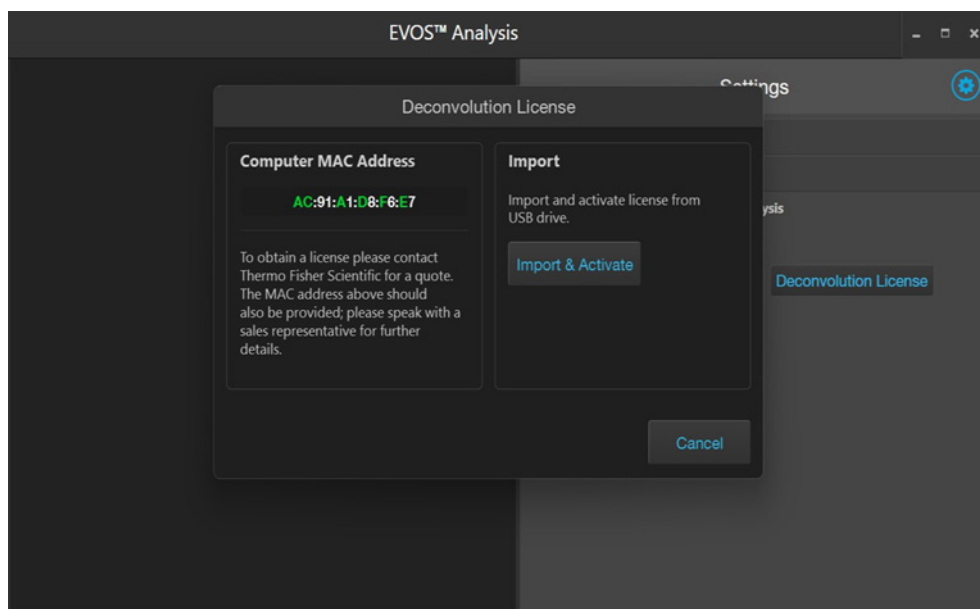 EVOS™ Analysis
Settings
Deconvolution License
Computer MAC Address
AC:91:A1:D8:F6:E7
To obtain a license please contact
Thermo Fisher Scientific for a quote.
The MAC address above should
also be provided; please speak with a
sales representative for further
details.
Import
Import and activate license from
USB drive.
Import & Activate
Cancel
ysis
Deconvolution License